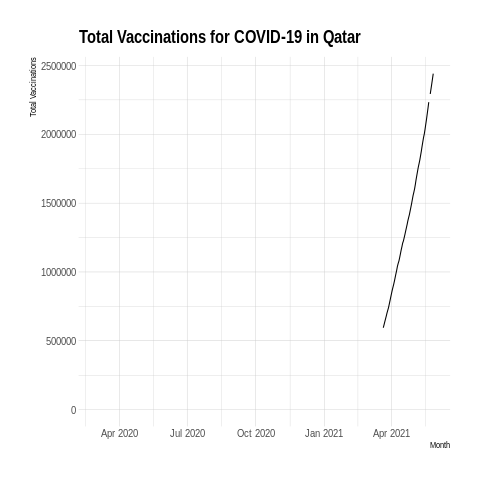 Total Vaccinations for COVID-19 in Qatar
Total Vaccinations
2500000
2000000
1500000
1000000
500000
0
Apr 2020 Jul 2020 Oct 2020 Jan 2021 Apr 2021
Month